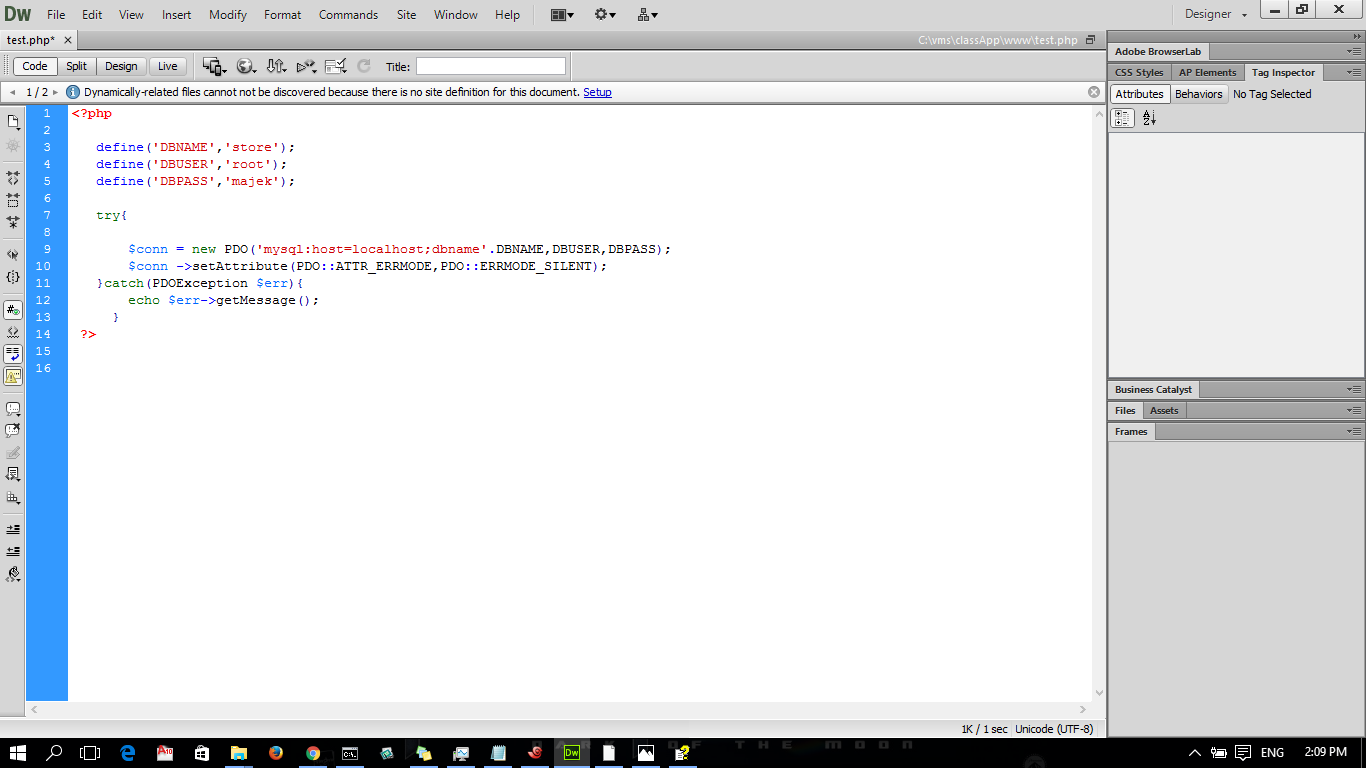 Dw File Edit View Insert Modify Format Commands Site Window Help Designer
test.php* C:\vms\classApp\www\test.php
Code Split Design Live Title:
1 / 2 Dynamically-related files cannot not be discovered because there is no site definition for this document. Setup
1 <?php
2
3 define('DBNAME','store');
4 define('DBUSER','root');
5 define('DBPASS','majek');
6
7 try{
8
9 $conn = new PDO('mysql:host=localhost;dbname'.DBNAME,DBUSER,DBPASS);
10 $conn ->setAttribute(PDO::ATTR_ERRMODE,PDO::ERRMODE_SILENT);
11 }catch(PDOException $err){
12 echo $err->getMessage();
13 }
14 ?>
15
16
Adobe BrowserLab
CSS Styles AP Elements Tag Inspector
Attributes Behaviors No Tag Selected
Business Catalyst
Files Assets
Frames
1K / 1 sec Unicode (UTF-8)
Dw OF THE MOON ENG 2:09 PM